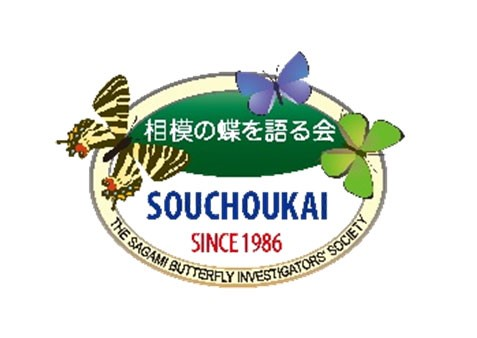 相模の蝶を語る会
SOUCHOUKAI
SINCE 1986
THE SAGAMI BUTTERFLY INVESTIGATORS' SOCIETY